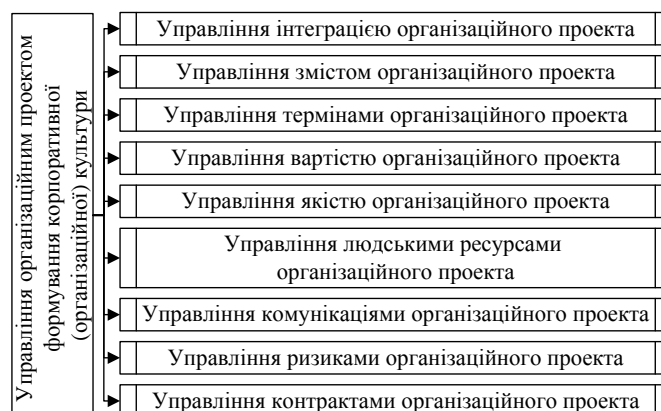 Управління організаційним проектом
формування корпоративної
(організаційної) культури
Управління інтеграцією організаційного проекта
Управління змістом організаційного проекта
Управління термінами організаційного проекта
Управління вартістю організаційного проекта
Управління якістю організаційного проекта
Управління людськими ресурсами
організаційного проекта
Управління комунікаціями організаційного проекта
Управління ризиками організаційного проекта
Управління контрактами організаційного проекта